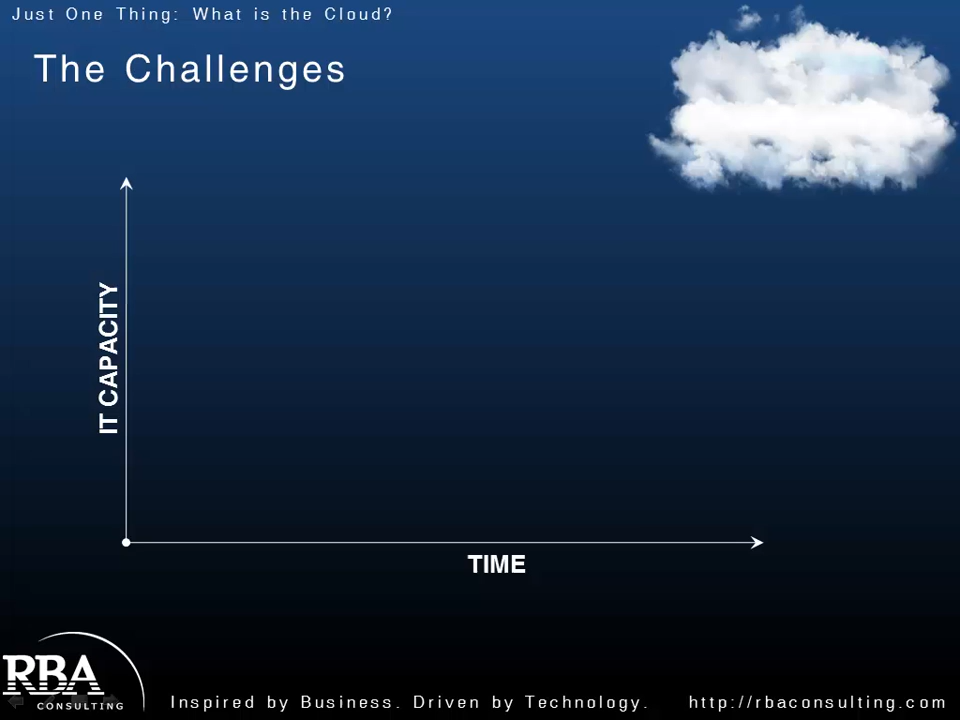 Just One Thing: What is the Cloud?
The Challenges
IT CAPACITY
TIME
RBA
CONSULTING
Inspired by Business. Driven by Technology.
http://rbaconsulting.com